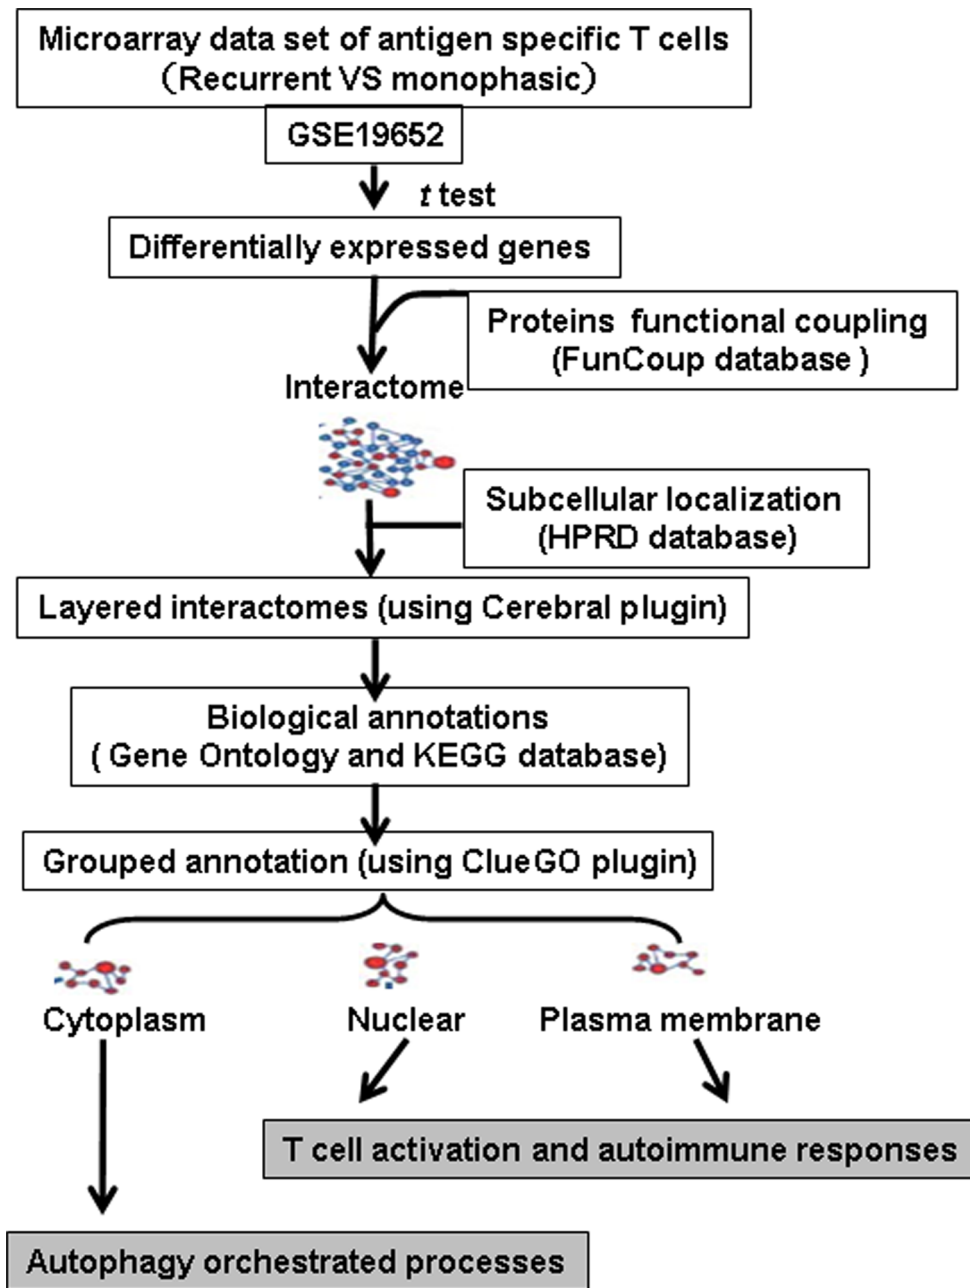 Microarray data set of antigen specific T cells
（Recurrent VS monophasic）
GSE19652
t test
Differentially expressed genes
Proteins functional coupling
(FunCoup database )
Interactome
Subcellular localization
(HPRD database)
Layered interactomes (using Cerebral plugin)
Biological annotations
( Gene Ontology and KEGG database)
Grouped annotation (using ClueGO plugin)
Cytoplasm
Nuclear
Plasma membrane
T cell activation and autoimmune responses
Autophagy orchestrated processes